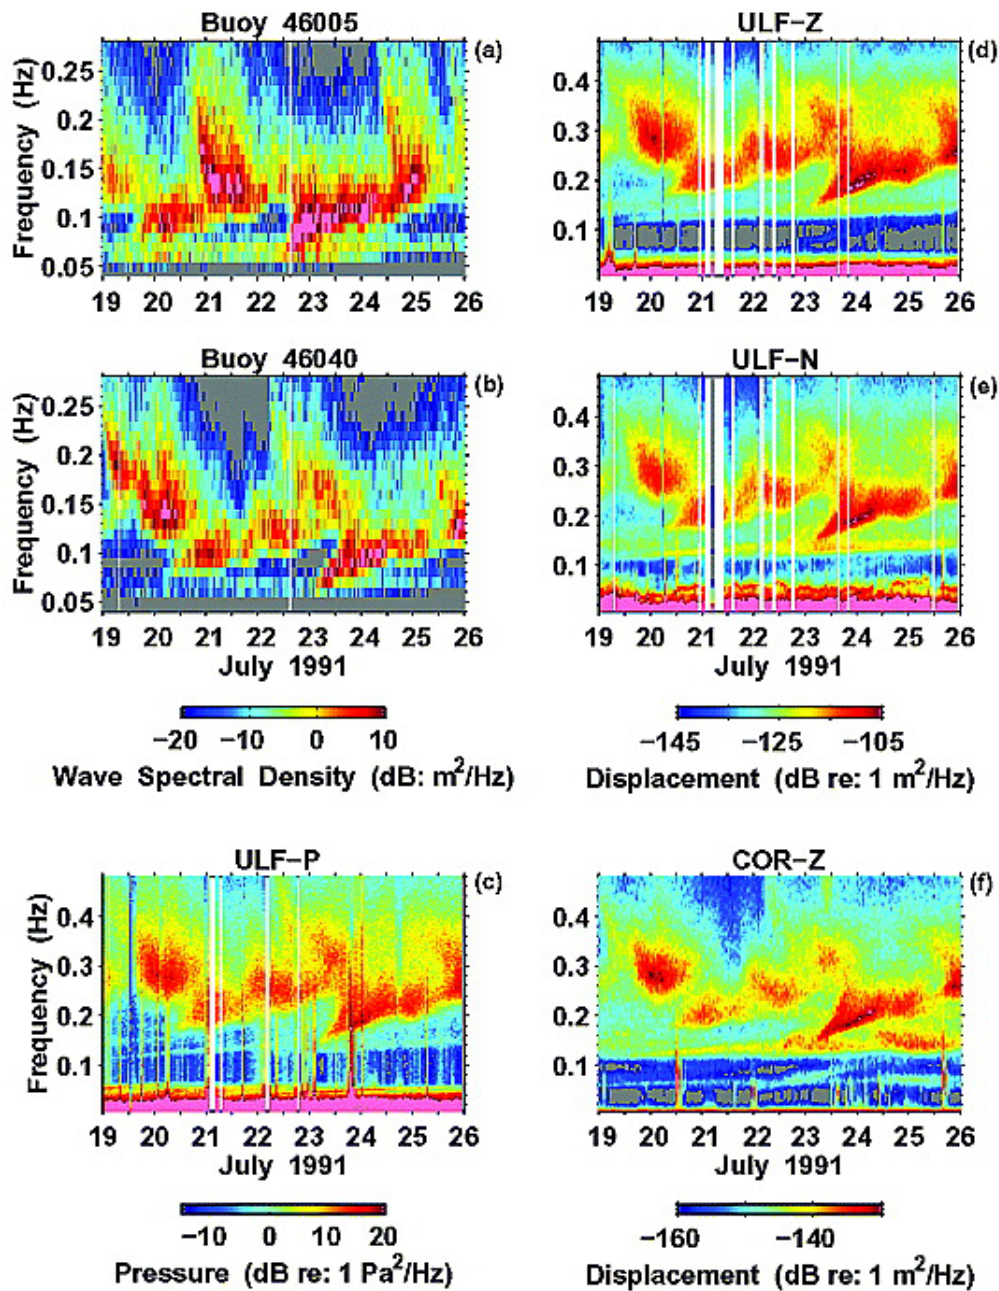 Buoy 46005
(a)
Frequency (Hz)
0.25
0.2
0.15
0.1
0.05
19 20 21 22 23 24 25 26
ULF-Z
(d)
0.4
0.3
0.2
0.1
19 20 21 22 23 24 25 26
Buoy 46040
(b)
Frequency (Hz)
0.25
0.2
0.15
0.1
0.05
19 20 21 22 23 24 25 26
July 1991
ULF-N
(e)
0.4
0.3
0.2
0.1
19 20 21 22 23 24 25 26
July 1991
−20 −10 0 10
Wave Spectral Density (dB: m²/Hz)
−145 −125 −105
Displacement (dB re: 1 m²/Hz)
ULF-P
(c)
Frequency (Hz)
0.4
0.3
0.2
0.1
19 20 21 22 23 24 25 26
July 1991
COR-Z
(f)
0.4
0.3
0.2
0.1
19 20 21 22 23 24 25 26
July 1991
−10 0 10 20
Pressure (dB re: 1 Pa²/Hz)
−160 −140
Displacement (dB re: 1 m²/Hz)